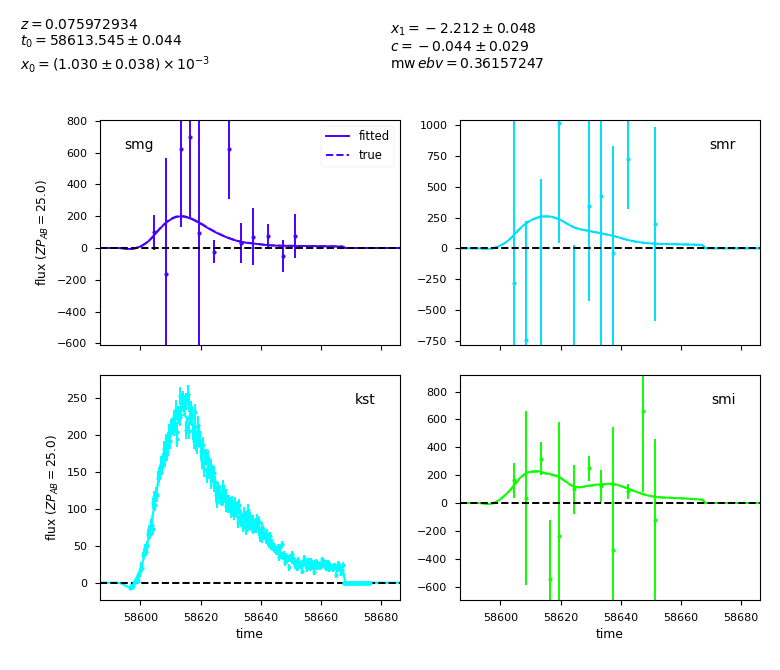 z = 0.075972934
t₀ = 58613.545 ± 0.044
x₀ = (1.030 ± 0.038) × 10⁻³
x₁ = −2.212 ± 0.048
c = −0.044 ± 0.029
mw ebv = 0.36157247
smg
fitted
true
800
600
400
200
0
−200
−400
−600
flux (ZP_AB = 25.0)
smr
1000
750
500
250
0
−250
−500
−750
kst
250
200
150
100
50
0
flux (ZP_AB = 25.0)
58600 58620 58640 58660 58680
time
smi
800
600
400
200
0
−200
−400
−600
58600 58620 58640 58660 58680
time